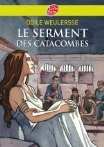 ODILE WEULERSSE
LE SERMENT
DES CATACOMBES